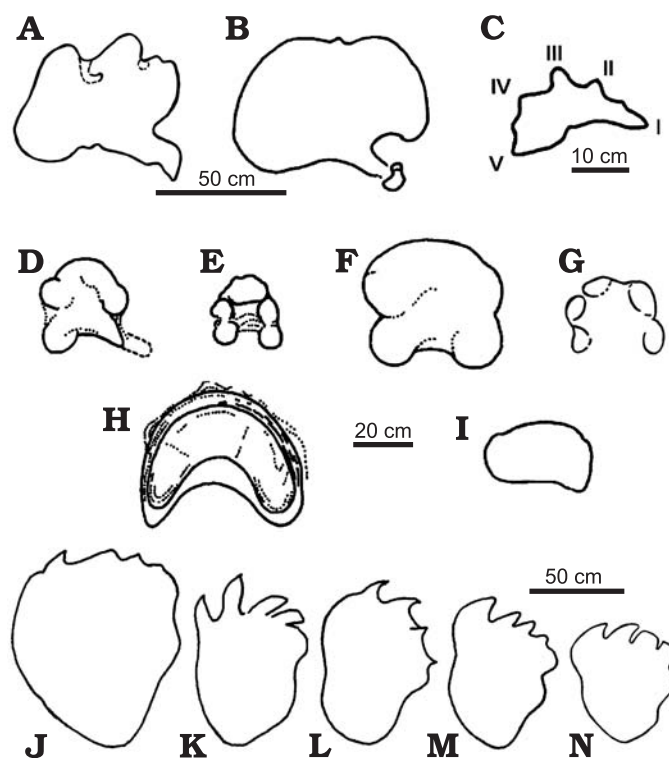 A B C
III
II
IV
I
V
10 cm
50 cm
D E F G
H
20 cm
I
50 cm
J K L M N